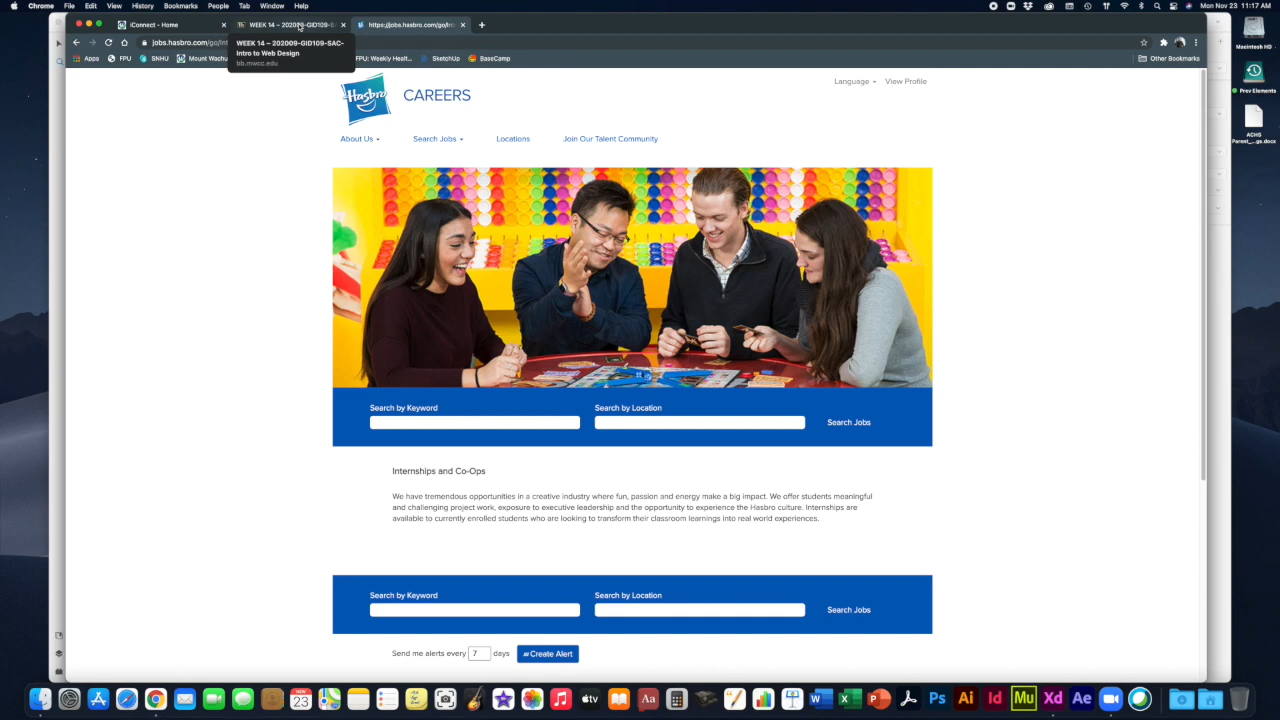 Chrome File Edit View History Bookmarks People Tab Window Help
Mon Nov 23 11:17 AM
iConnect - Home
WEEK 14 – 202009-GID109-
https://jobs.hasbro.com/go/Int
jobs.hasbro.com/go/Int
WEEK 14 – 202009-GID109-SAC-
Intro to Web Design
bb.mwcc.edu
Apps FPU SNHU Mount Wachu FPU: Weekly Healt... SketchUp BaseCamp Other Bookmarks
Macintosh HD
Prev Elements
ACHS
Parent_...gs.docx
Hasbro
CAREERS
Language View Profile
About Us Search Jobs Locations Join Our Talent Community
Search by Keyword Search by Location
Search Jobs
Internships and Co-Ops
We have tremendous opportunities in a creative industry where fun, passion and energy make a big impact. We offer students meaningful
and challenging project work, exposure to executive leadership and the opportunity to experience the Hasbro culture. Internships are
available to currently enrolled students who are looking to transform their classroom learnings into real world experiences.
Search by Keyword Search by Location
Search Jobs
Send me alerts every 7 days Create Alert
NOV
23
tv
Aa
W X P Ps Ai Id Mu Xd Ae